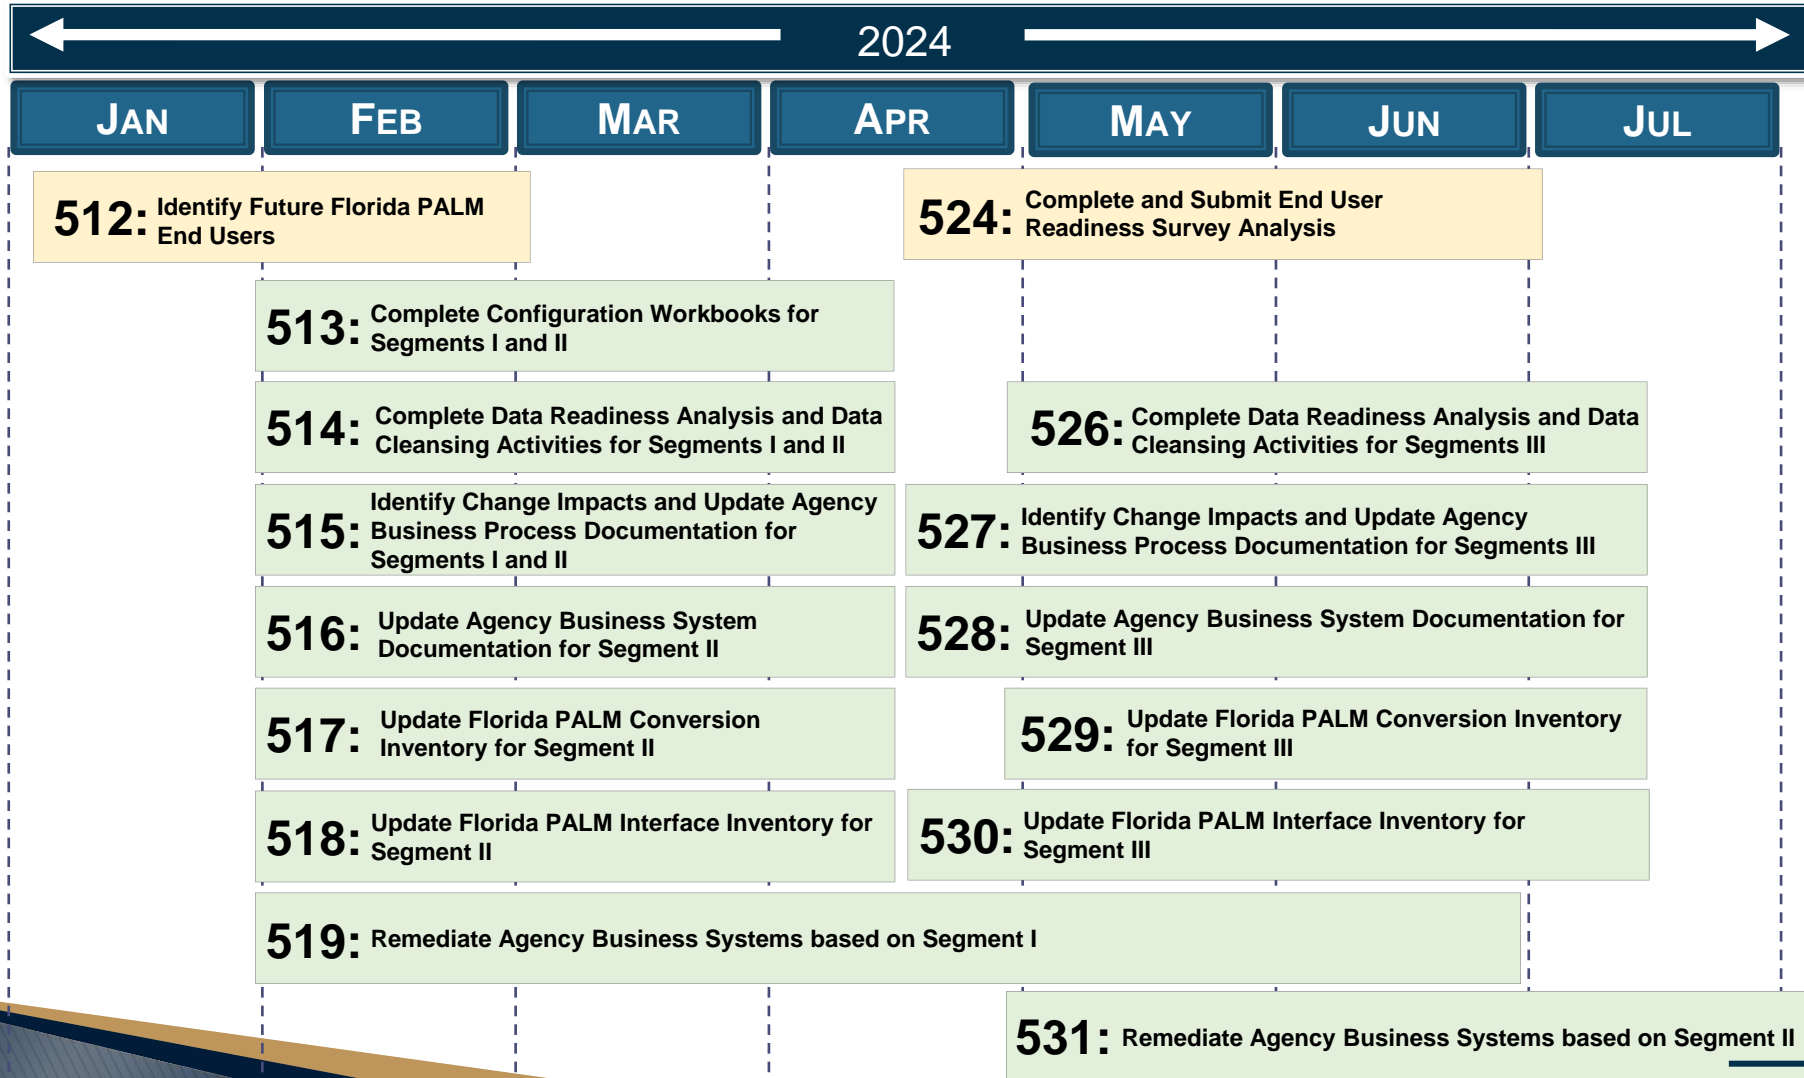 2024
JAN FEB MAR APR MAY JUN JUL
512: Identify Future Florida PALM
End Users
524: Complete and Submit End User
Readiness Survey Analysis
513: Complete Configuration Workbooks for
Segments I and II
514: Complete Data Readiness Analysis and Data
Cleansing Activities for Segments I and II
526: Complete Data Readiness Analysis and Data
Cleansing Activities for Segments III
515: Identify Change Impacts and Update Agency
Business Process Documentation for
Segments I and II
527: Identify Change Impacts and Update Agency
Business Process Documentation for Segments III
516: Update Agency Business System
Documentation for Segment II
528: Update Agency Business System Documentation for
Segment III
517: Update Florida PALM Conversion
Inventory for Segment II
529: Update Florida PALM Conversion Inventory
for Segment III
518: Update Florida PALM Interface Inventory for
Segment II
530: Update Florida PALM Interface Inventory for
Segment III
519: Remediate Agency Business Systems based on Segment I
531: Remediate Agency Business Systems based on Segment II